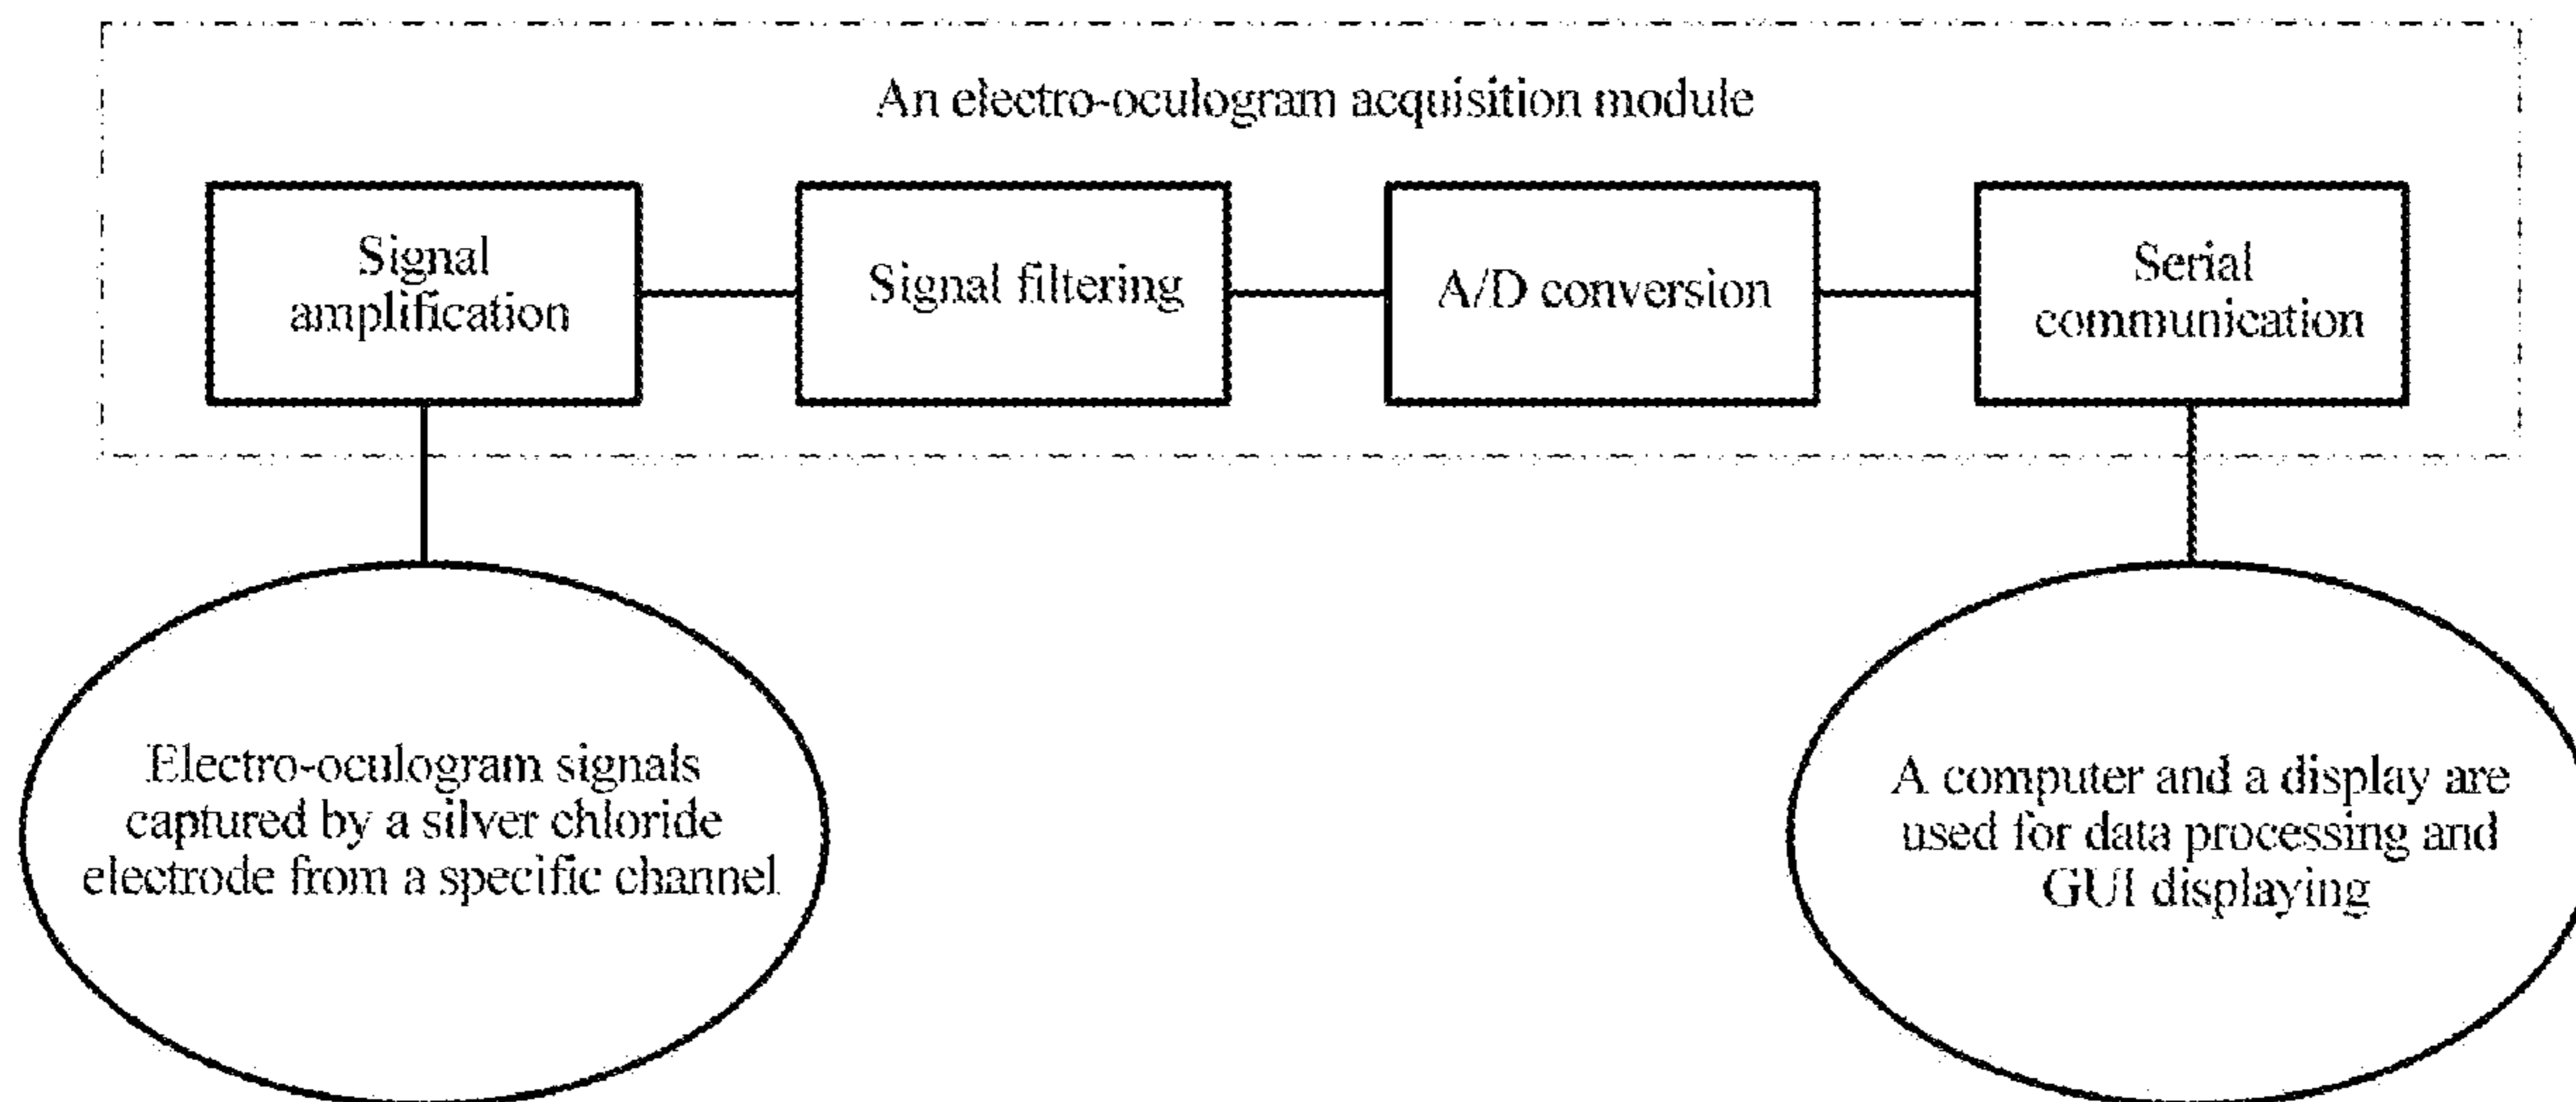 An electro-oculogram acquisition module
Signal
amplification
Signal filtering
A/D conversion
Serial
communication
Electro-oculogram signals
captured by a silver chloride
electrode from a specific channel
A computer and a display are
used for data processing and
GUI displaying